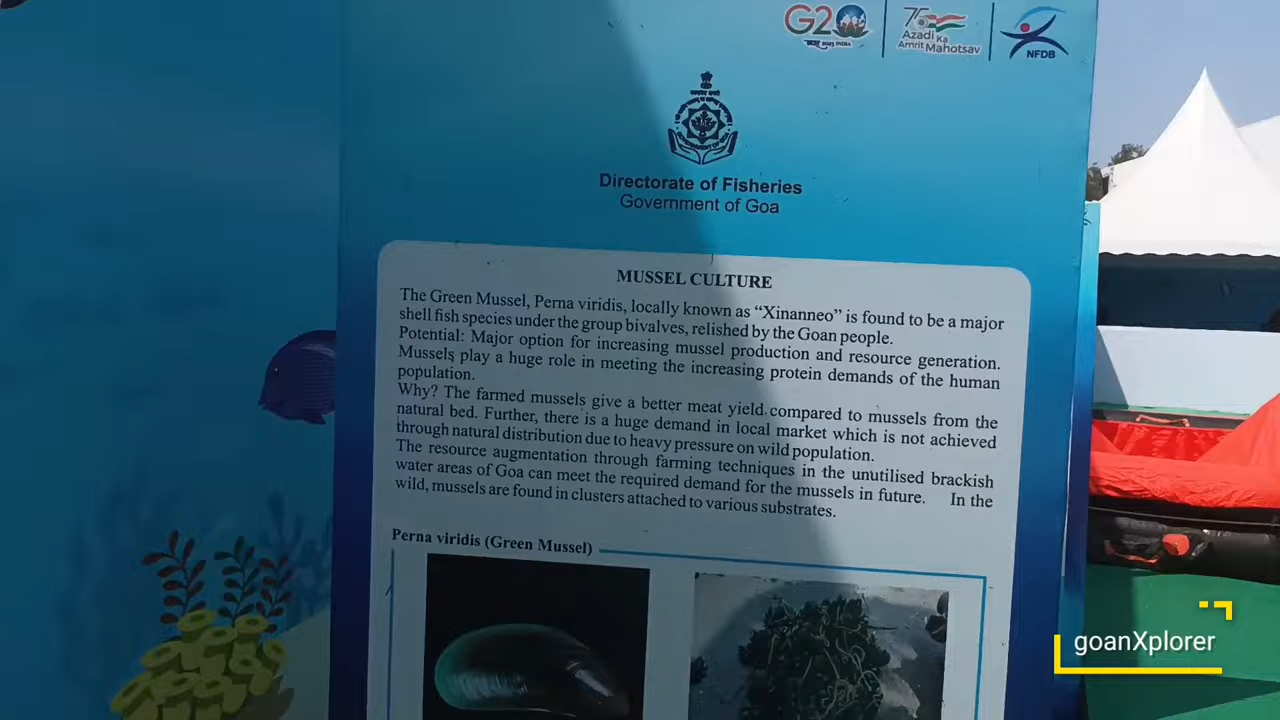 G20
75
Azadi Ka
Amrit Mahotsav
NFDB
Directorate of Fisheries
Government of Goa
MUSSEL CULTURE
The Green Mussel, Perna viridis, locally known as “Xinanneo” is found to be a major
shell fish species under the group bivalves, relished by the Goan people.
Potential: Major option for increasing mussel production and resource generation.
Mussels play a huge role in meeting the increasing protein demands of the human
population.
Why? The farmed mussels give a better meat yield compared to mussels from the
natural bed. Further, there is a huge demand in local market which is not achieved
through natural distribution due to heavy pressure on wild population.
The resource augmentation through farming techniques in the unutilised brackish
water areas of Goa can meet the required demand for the mussels in future. In the
wild, mussels are found in clusters attached to various substrates.
Perna viridis (Green Mussel)
goanXplorer